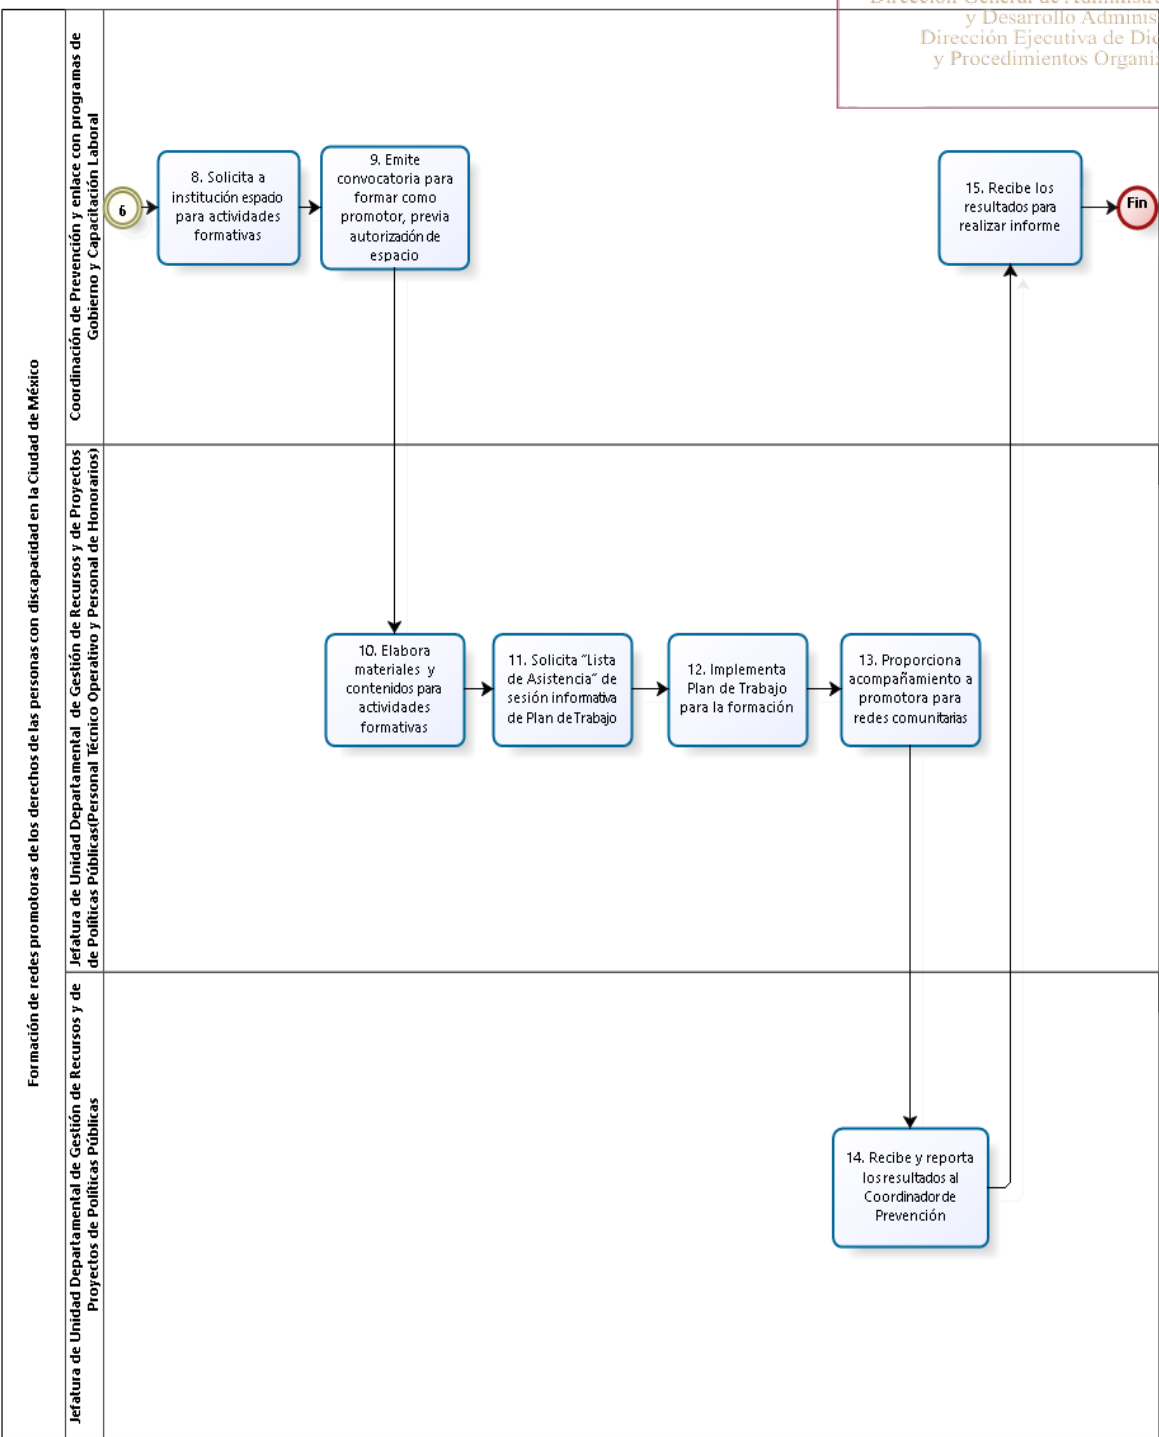 Dirección General de Administra
y Desarrollo Adminis
Dirección Ejecutiva de Dic
y Procedimientos Organi
Formación de redes promotoras de los derechos de las personas con discapacidad en la Ciudad de México
Coordinación de Prevención y enlace con programas de
Gobierno y Capacitación Laboral
6
8. Solicita a
institución espacio
para actividades
formativas
9. Emite
convocatoria para
formar como
promotor, previa
autorización de
espacio
15. Recibe los
resultados para
realizar informe
Fin
Jefatura de Unidad Departamental de Gestión de Recursos y de Proyectos
de Políticas Públicas(Personal Técnico Operativo y Personal de Honorarios)
10. Elabora
materiales y
contenidos para
actividades
formativas
11. Solicita “Lista
de Asistencia” de
sesión informativa
de Plan de Trabajo
12. Implementa
Plan de Trabajo
para la formación
13. Proporciona
acompañamiento a
promotora para
redes comunitarias
Jefatura de Unidad Departamental de Gestión de Recursos y de
Proyectos de Políticas Públicas
14. Recibe y reporta
los resultados al
Coordinador de
Prevención